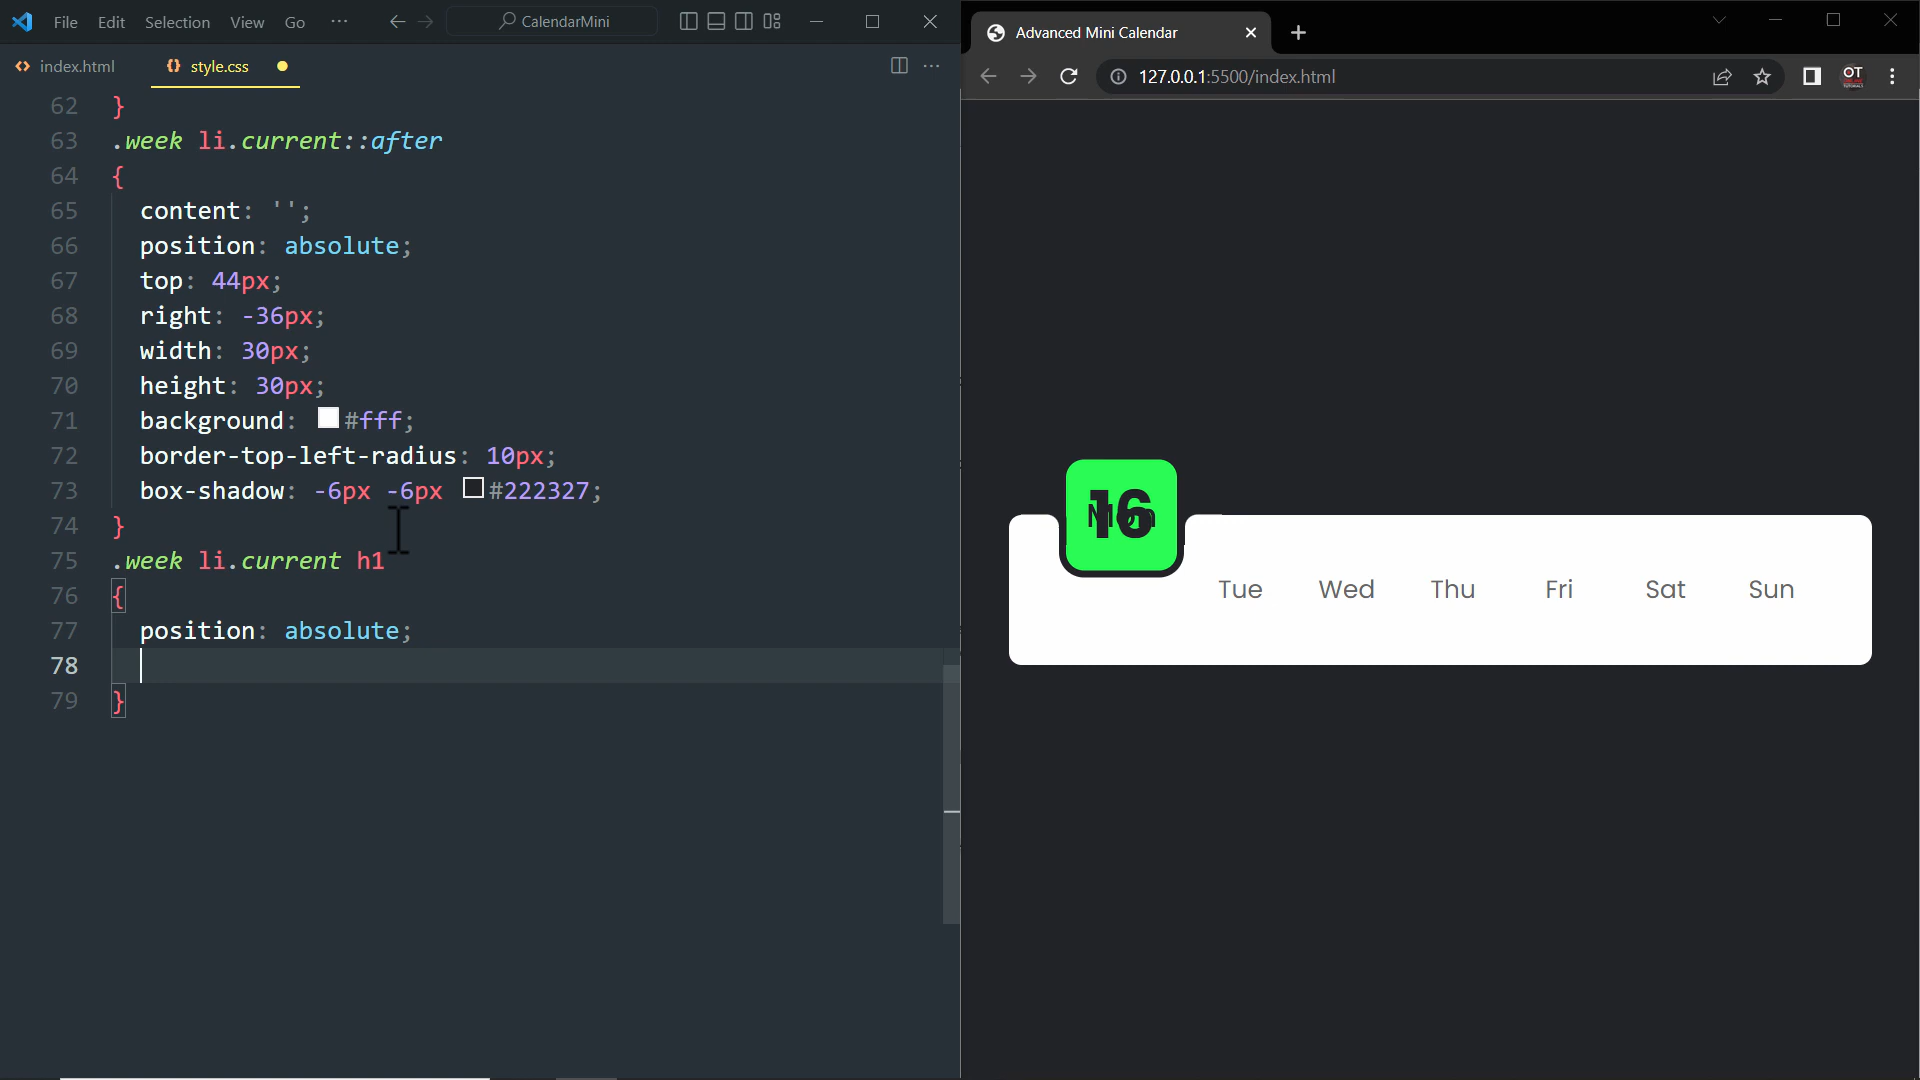 File Edit Selection View Go ··· CalendarMini
index.html style.css
62 }
63 .week li.current::after
64 {
65 content: '';
66 position: absolute;
67 top: 44px;
68 right: -36px;
69 width: 30px;
70 height: 30px;
71 background: #fff;
72 border-top-left-radius: 10px;
73 box-shadow: -6px -6px #222327;
74 }
75 .week li.current h1
76 {
77 position: absolute;
78
79 }
Advanced Mini Calendar
127.0.0.1:5500/index.html
OT
16
Mon
Tue Wed Thu Fri Sat Sun